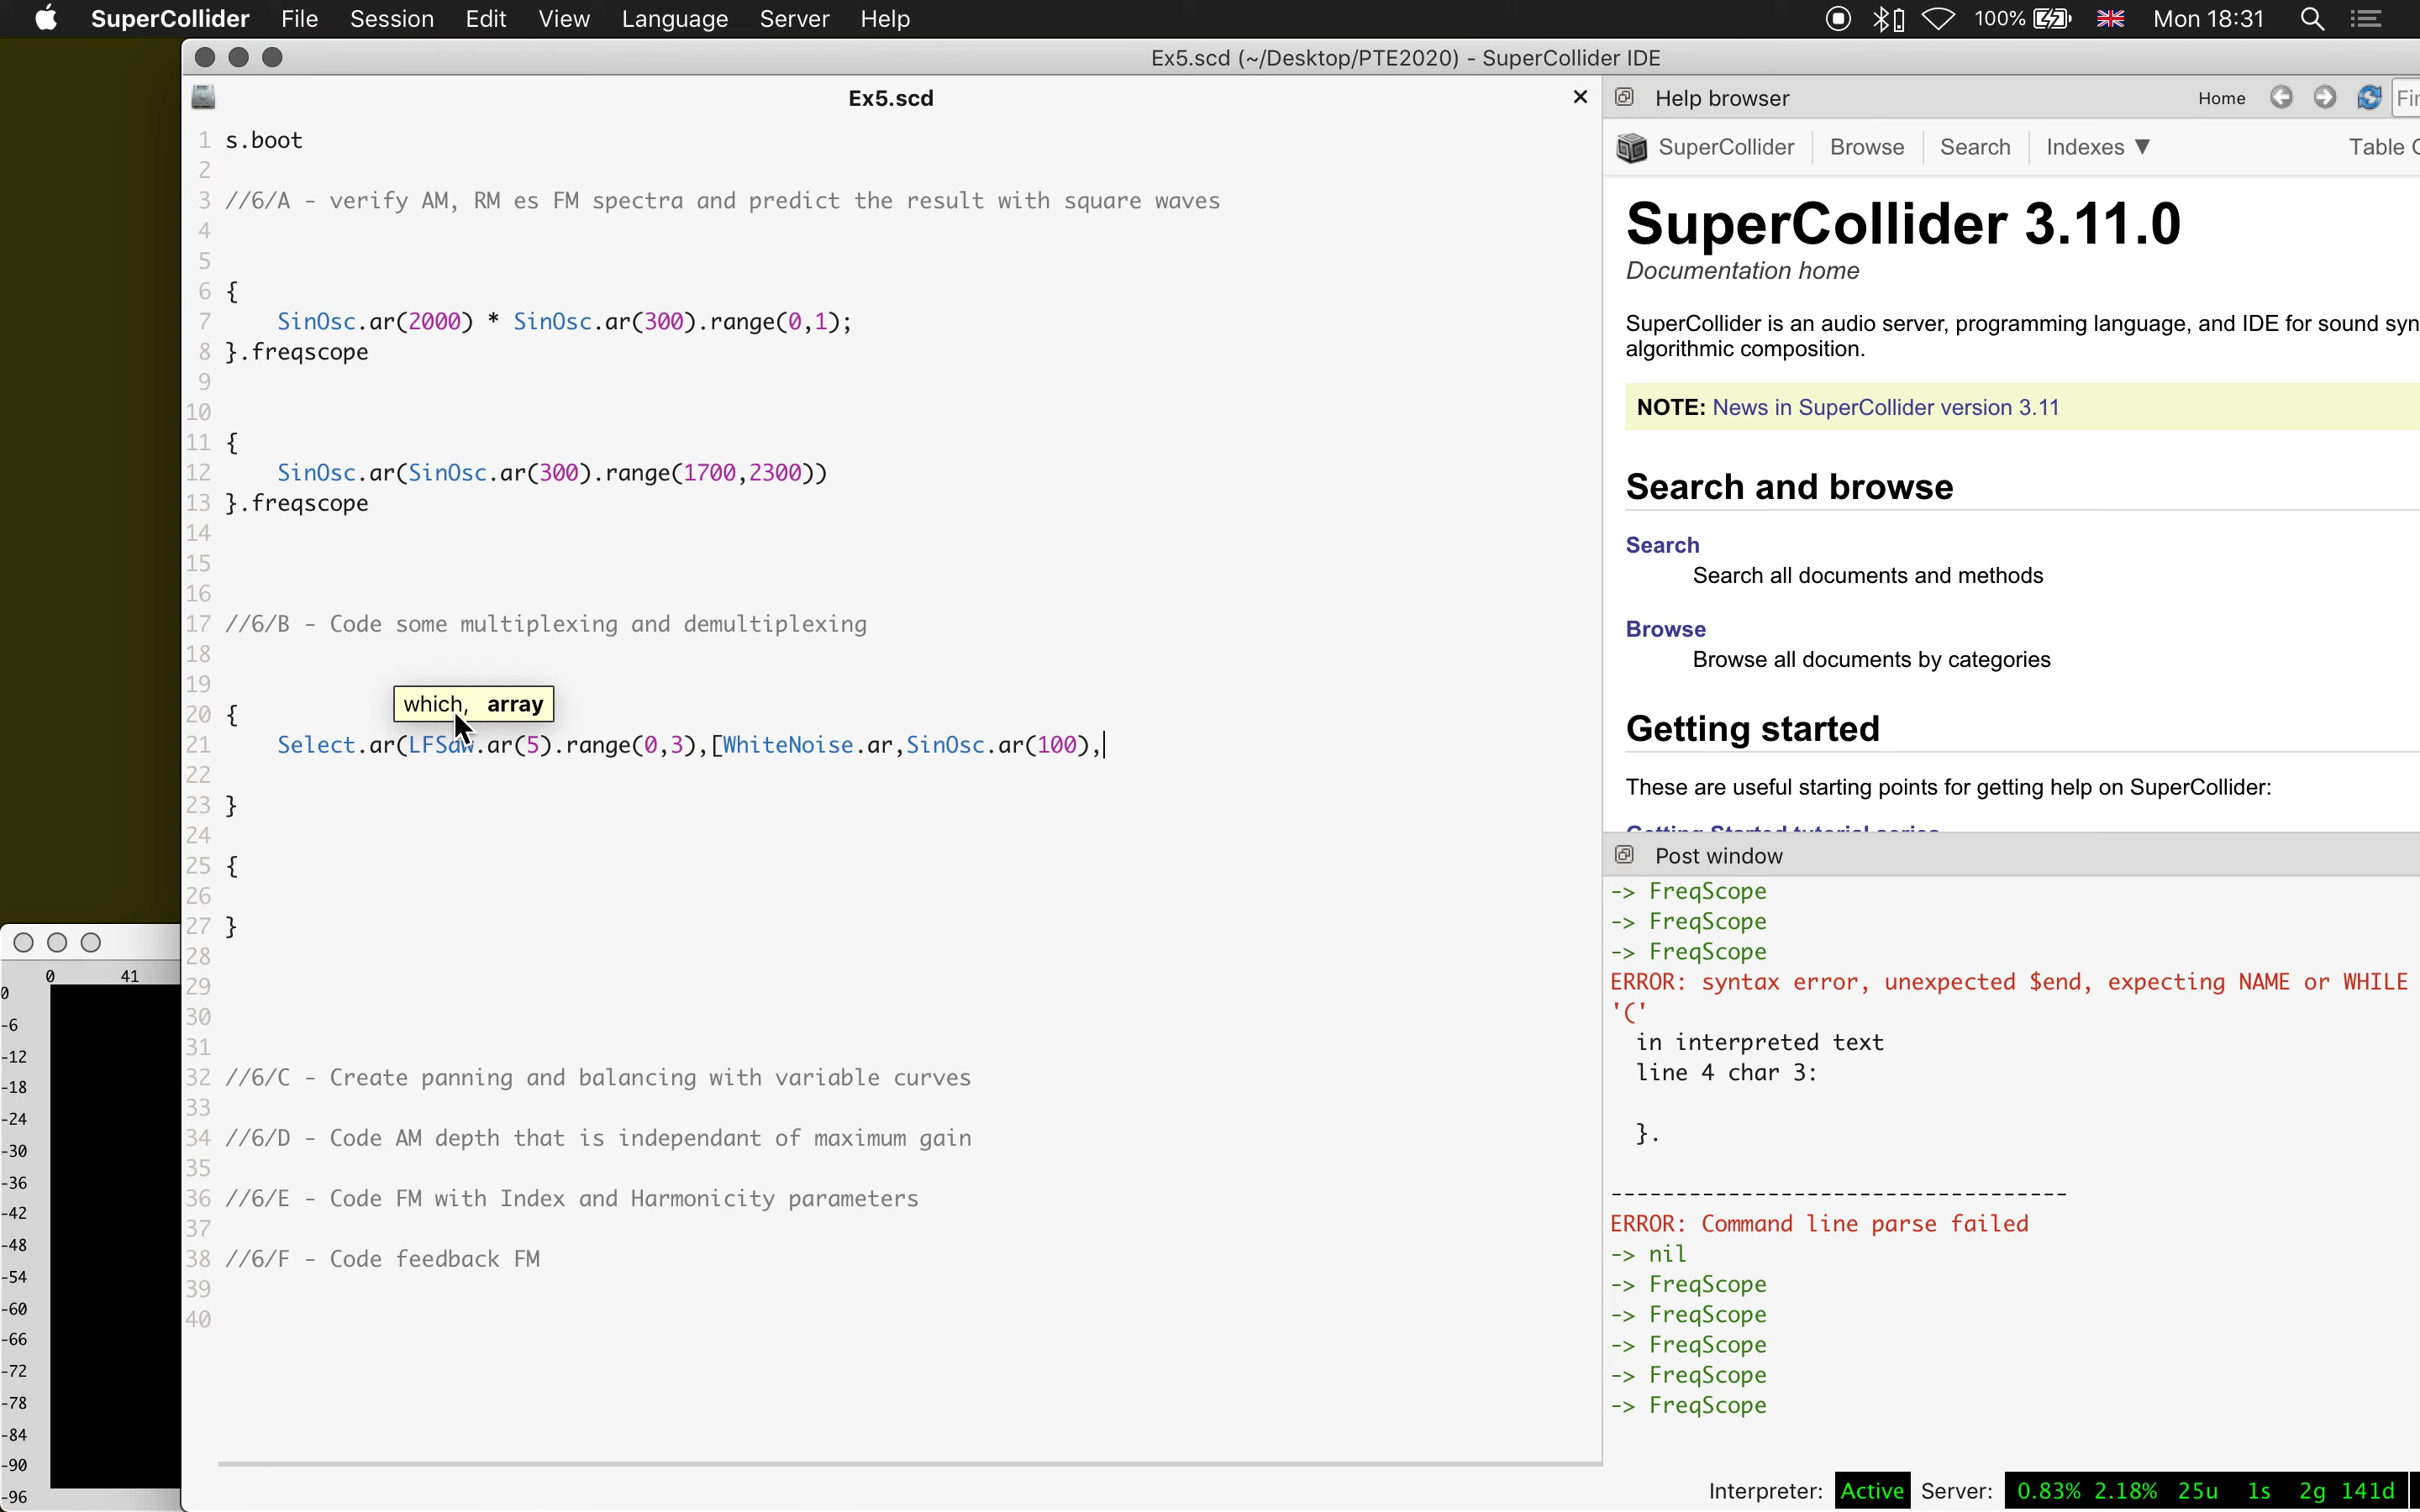 SuperCollider File Session Edit View Language Server Help 100% Mon 18:31
Ex5.scd (~/Desktop/PTE2020) - SuperCollider IDE
Ex5.scd
1 s.boot
2
3 //6/A - verify AM, RM es FM spectra and predict the result with square waves
4
5
6 {
7 SinOsc.ar(2000) * SinOsc.ar(300).range(0,1);
8 }.freqscope
9
10
11 {
12 SinOsc.ar(SinOsc.ar(300).range(1700,2300))
13 }.freqscope
14
15
16
17 //6/B - Code some multiplexing and demultiplexing
18
19
which, array
20 {
21 Select.ar(LFSaw.ar(5).range(0,3),[WhiteNoise.ar,SinOsc.ar(100),
22
23 }
24
25 {
26
27 }
28
29
30
31
32 //6/C - Create panning and balancing with variable curves
33
34 //6/D - Code AM depth that is independant of maximum gain
35
36 //6/E - Code FM with Index and Harmonicity parameters
37
38 //6/F - Code feedback FM
39
40
Help browser Home
SuperCollider Browse Search Indexes ▼ Table
SuperCollider 3.11.0
Documentation home
SuperCollider is an audio server, programming language, and IDE for sound syn
algorithmic composition.
NOTE: News in SuperCollider version 3.11
Search and browse
Search
Search all documents and methods
Browse
Browse all documents by categories
Getting started
These are useful starting points for getting help on SuperCollider:
Getting Started tutorial series
Post window
-> FreqScope
-> FreqScope
-> FreqScope
ERROR: syntax error, unexpected $end, expecting NAME or WHILE
'('
in interpreted text
line 4 char 3:
}.
-----------------------------------
ERROR: Command line parse failed
-> nil
-> FreqScope
-> FreqScope
-> FreqScope
-> FreqScope
-> FreqScope
Interpreter: Active Server: 0.83% 2.18% 25u 1s 2g 141d
0 41
0
-6
-12
-18
-24
-30
-36
-42
-48
-54
-60
-66
-72
-78
-84
-90
-96